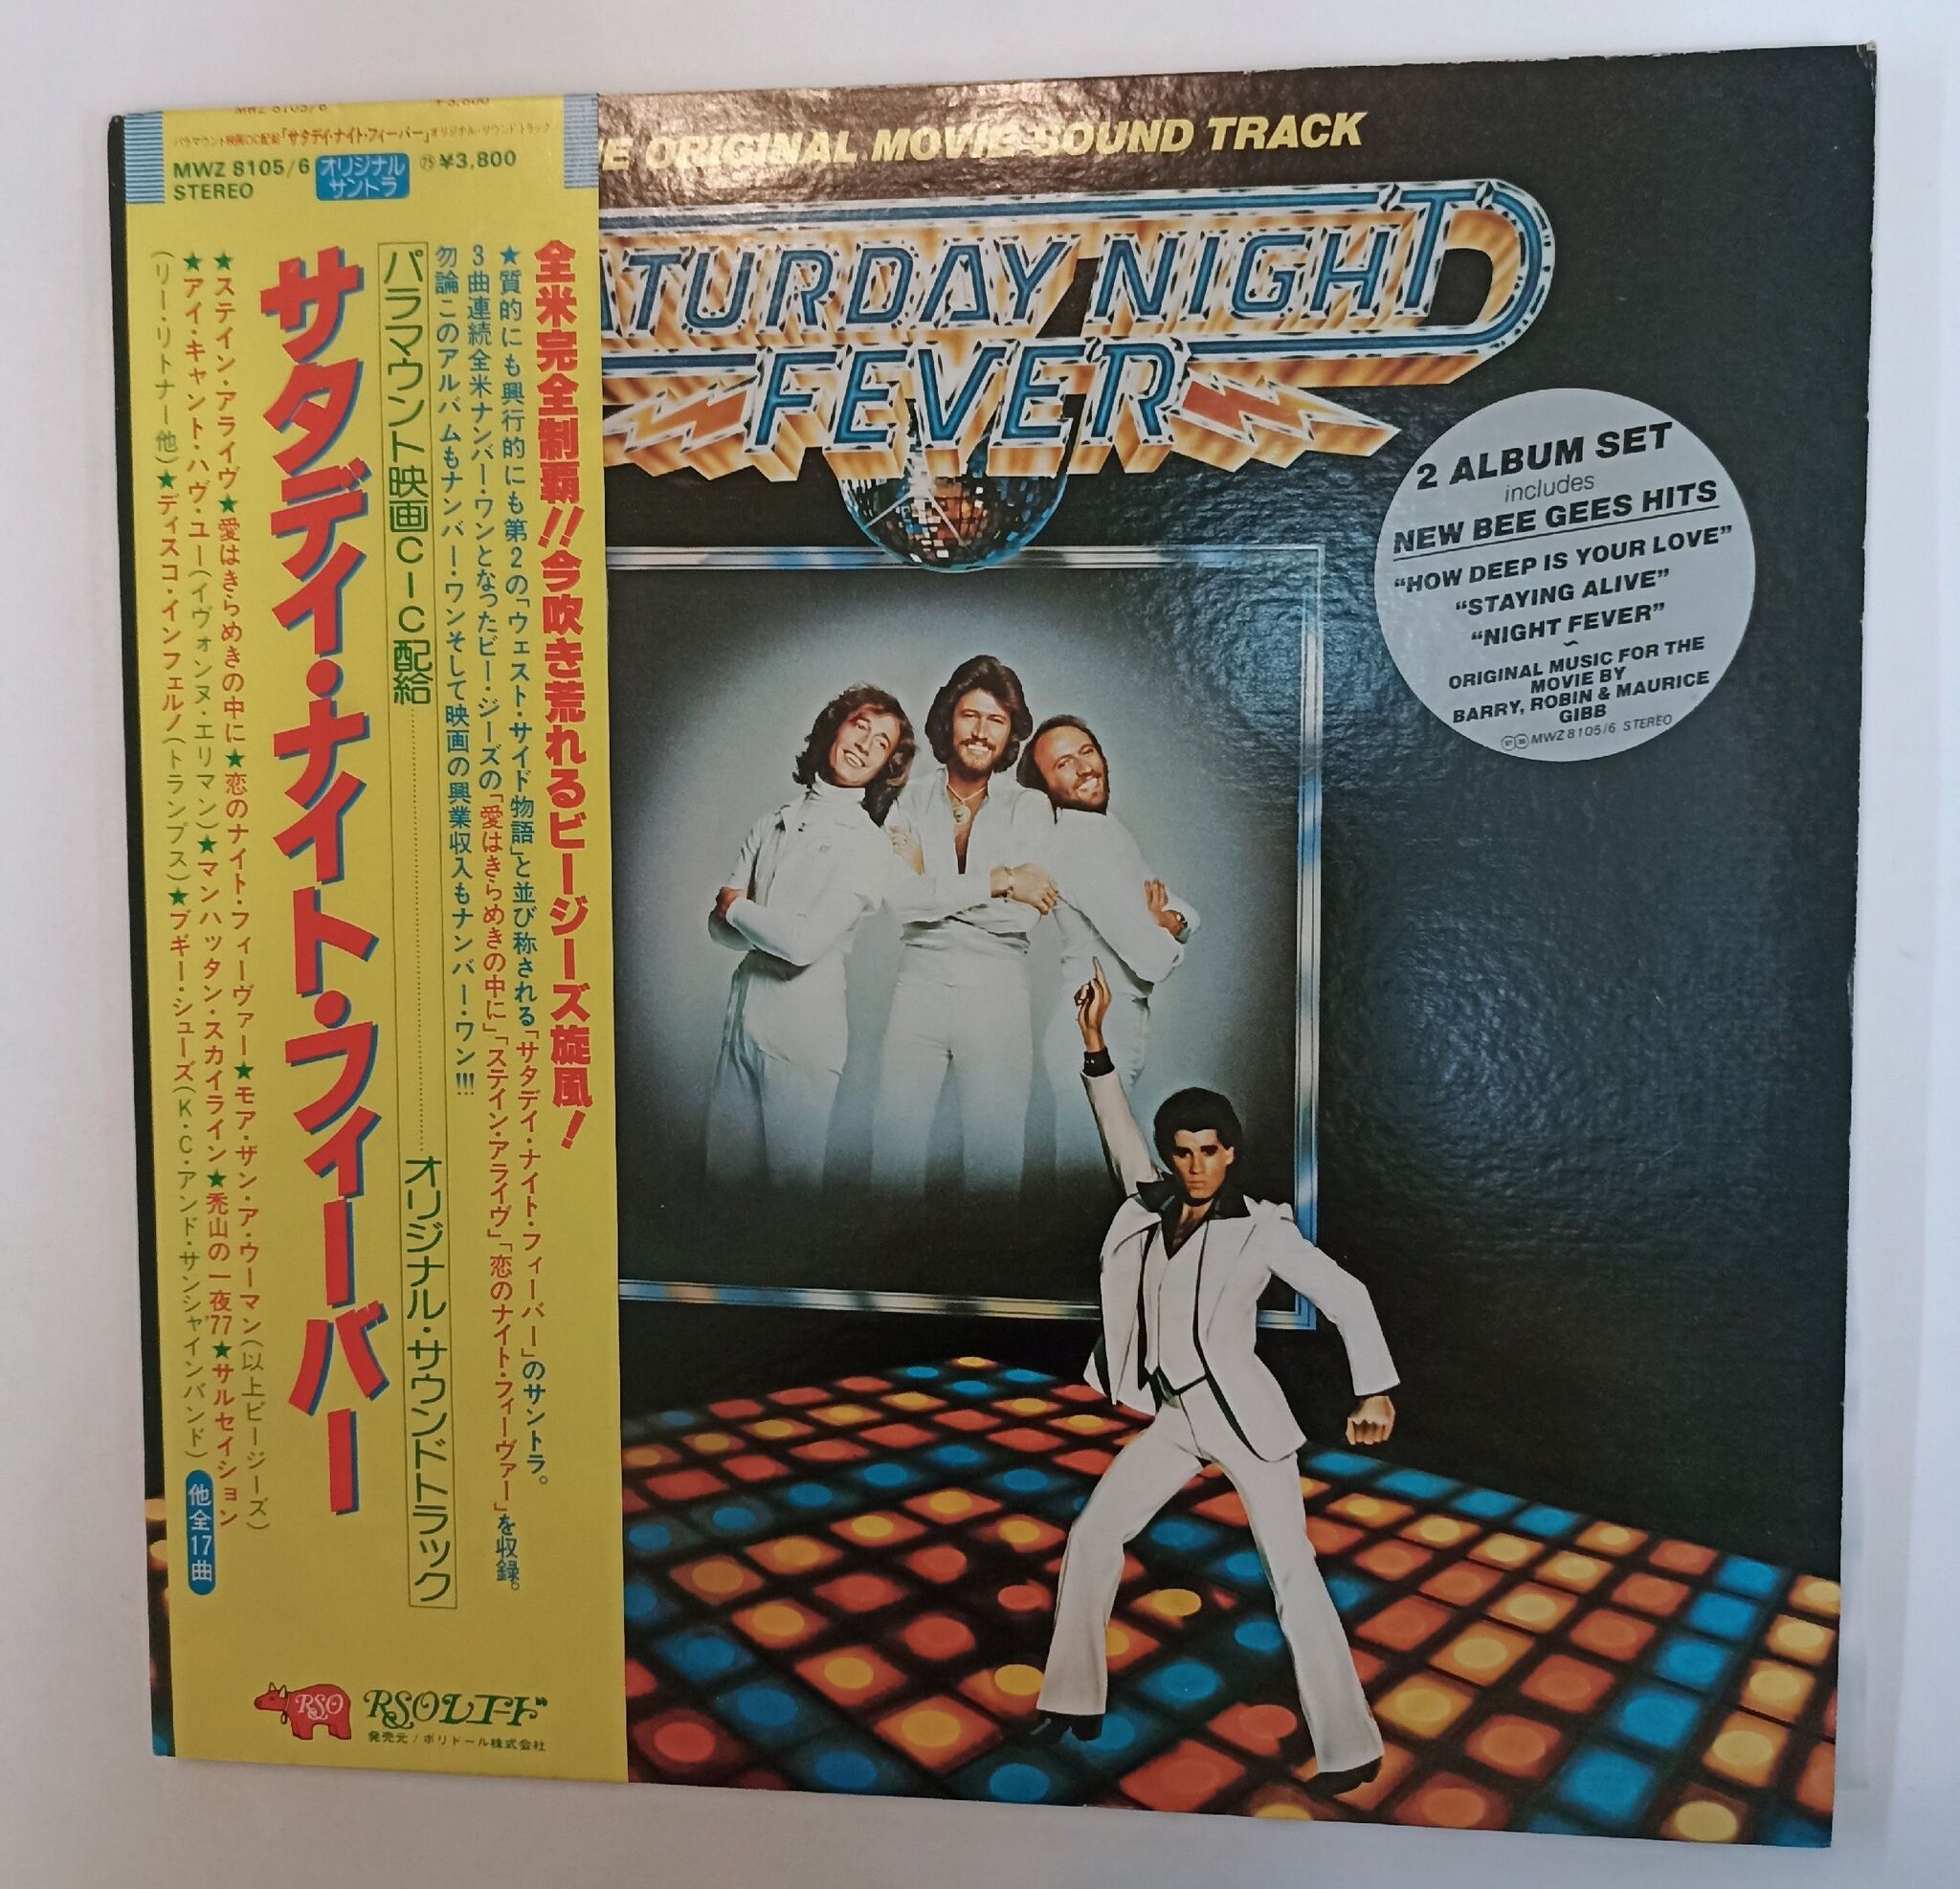 MWZ 8105/6
¥3,800
パラマウント映画CIC配給「サタデイ・ナイト・フィーバー」オリジナル・サウンドトラック
MWZ 8105/6
オリジナル
サントラ
㊆¥3,800
STEREO
全米完全制覇!!今吹き荒れるビージーズ旋風!
★質的にも興行的にも第2の「ウェスト・サイド物語」と並び称される「サタデイ・ナイト・フィーバー」のサントラ。
3曲連続全米ナンバー・ワンとなったビー・ジーズの「愛はきらめきの中に」「ステイン・アライヴ」「恋のナイト・フィーヴァー」を収録。
勿論このアルバムもナンバー・ワンそして映画の興業収入もナンバー・ワン!!!
パラマウント映画CIC配給………オリジナル・サウンドトラック
サタデイ・ナイト・フィーバー
★ステイン・アライヴ★愛はきらめきの中に★恋のナイト・フィーヴァー★モア・ザン・ア・ウーマン(以上ビージーズ)
★アイ・キャント・ハヴ・ユー(イヴォンヌ・エリマン)★マンハッタン・スカイライン★禿山の一夜'77★サルセイション
(リー・リトナー他)★ディスコ・インフェルノ(トランプス)★ブギー・シューズ(K・C・アンド・サンシャインバンド)
他全17曲
RSO
RSOレコード
発売元/ポリドール株式会社
ORIGINAL MOVIE SOUND TRACK
SATURDAY NIGHT
FEVER
2 ALBUM SET
includes
NEW BEE GEES HITS
“HOW DEEP IS YOUR LOVE”
“STAYING ALIVE”
“NIGHT FEVER”
~
ORIGINAL MUSIC FOR THE
MOVIE BY
BARRY, ROBIN & MAURICE
GIBB
MWZ 8105/6 STEREO